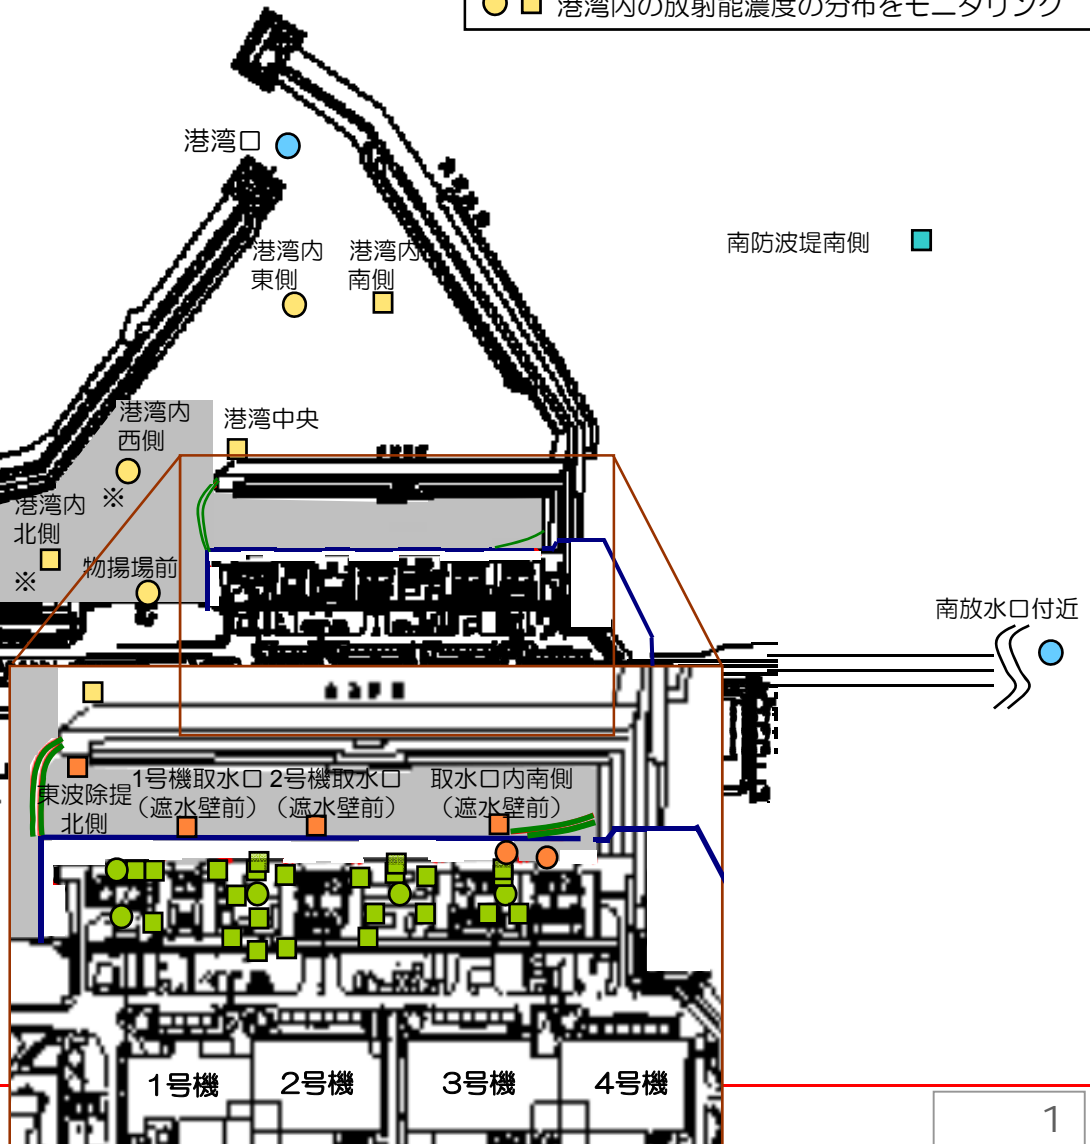 港湾内の放射能濃度の分布をモニタリング
港湾口
港湾内
東側
港湾内
南側
南防波堤南側
港湾内
西側
※
港湾中央
港湾内
北側
※
物揚場前
南放水口付近
東波除提
北側
1号機取水口
（遮水壁前）
2号機取水口
（遮水壁前）
取水口内南側
（遮水壁前）
1号機
2号機
3号機
4号機
1